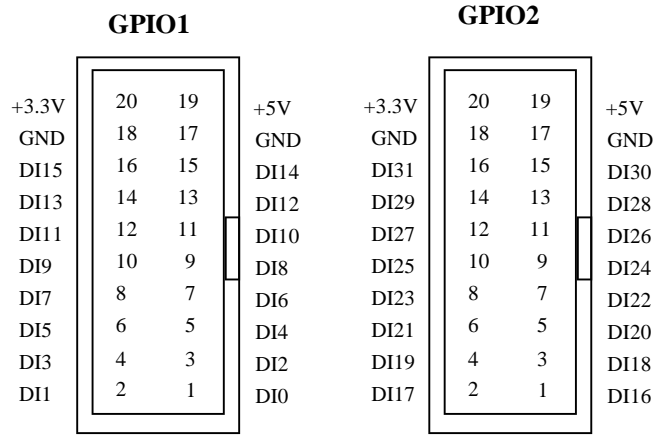 GPIO1 GPIO2
+3.3V 20 19 +5V +3.3V 20 19 +5V
GND 18 17 GND GND 18 17 GND
DI15 16 15 DI14 DI31 16 15 DI30
DI13 14 13 DI12 DI29 14 13 DI28
DI11 12 11 DI10 DI27 12 11 DI26
DI9 10 9 DI8 DI25 10 9 DI24
DI7 8 7 DI6 DI23 8 7 DI22
DI5 6 5 DI4 DI21 6 5 DI20
DI3 4 3 DI2 DI19 4 3 DI18
DI1 2 1 DI0 DI17 2 1 DI16